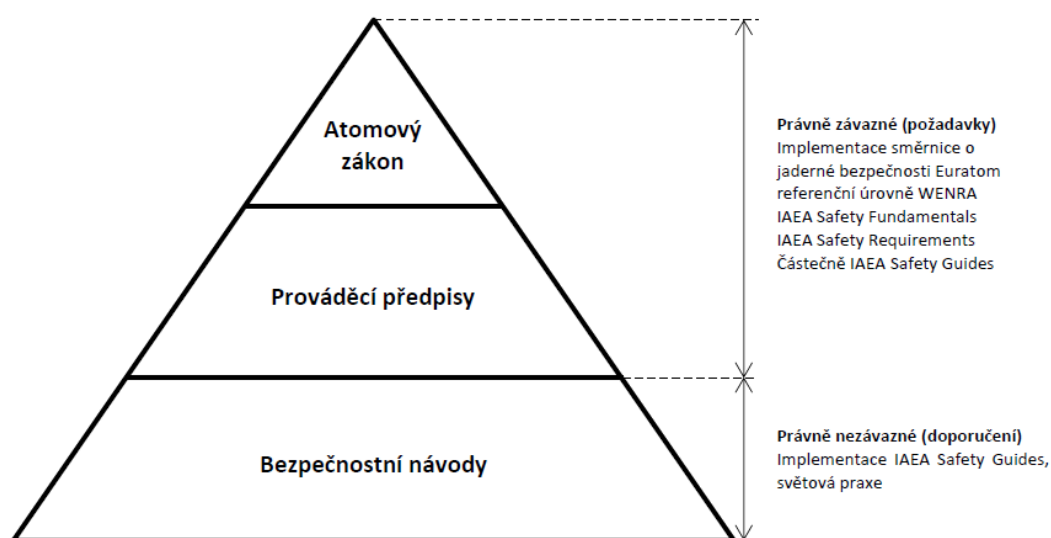 Atomový
zákon
Prováděcí předpisy
Bezpečnostní návody
Právně závazné (požadavky)
Implementace směrnice o
jaderné bezpečnosti Euratom
referenční úrovně WENRA
IAEA Safety Fundamentals
IAEA Safety Requirements
Částečně IAEA Safety Guides
Právně nezávazné (doporučení)
Implementace IAEA Safety Guides,
světová praxe